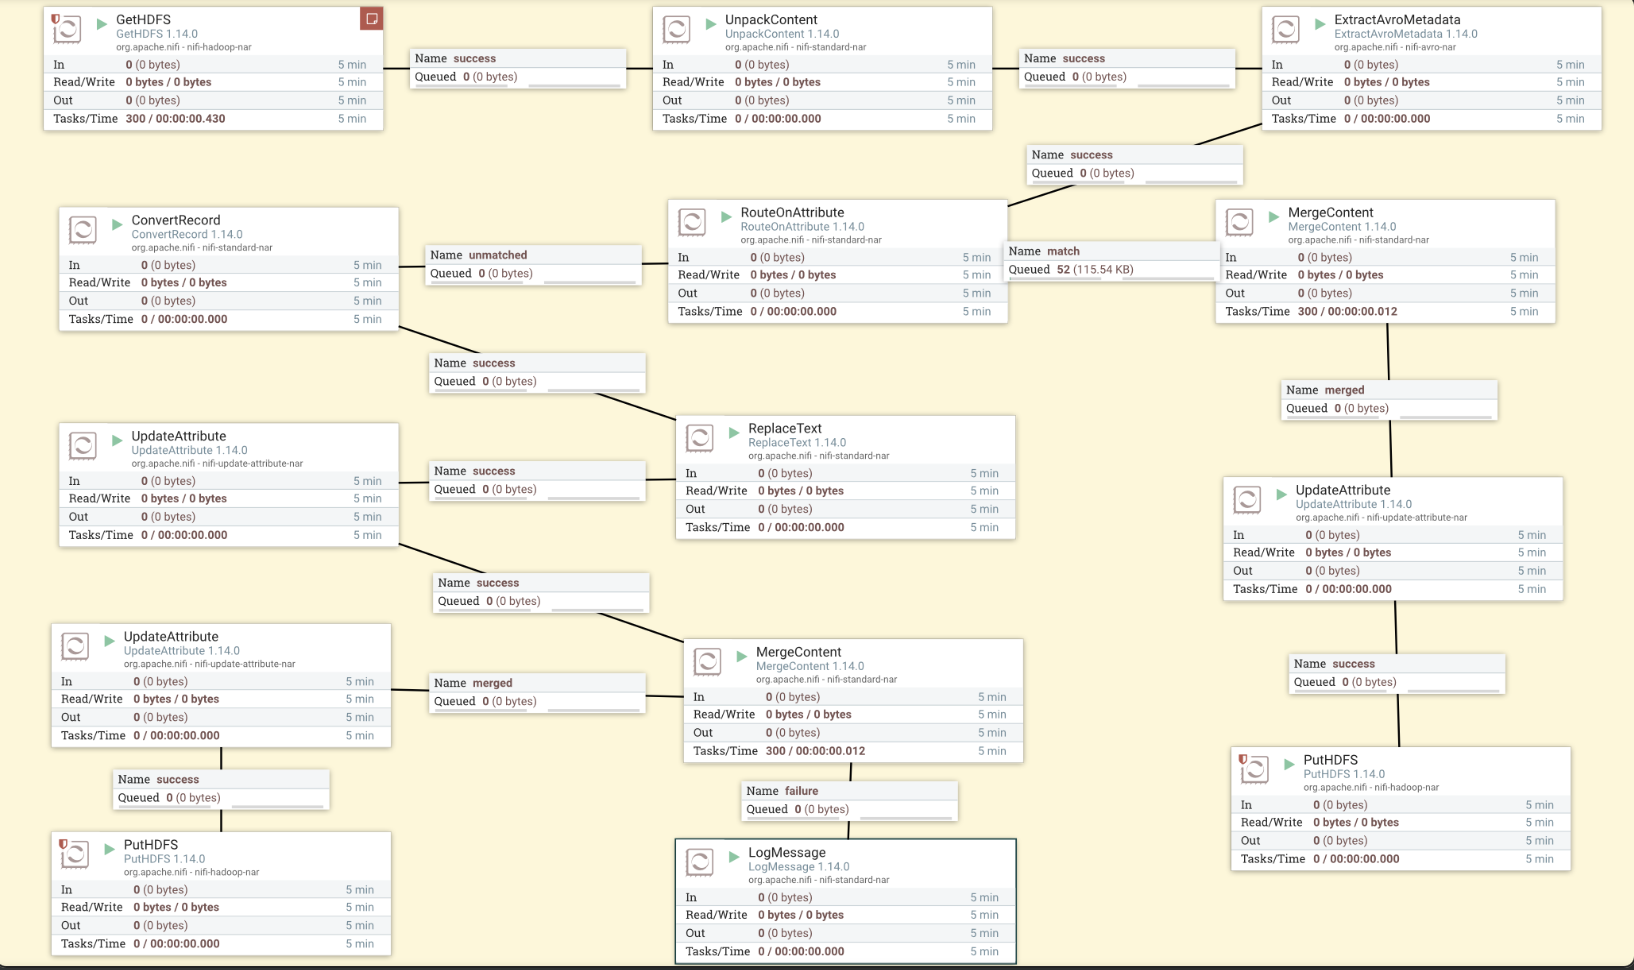 GetHDFS
GetHDFS 1.14.0
org.apache.nifi - nifi-hadoop-nar
In 0 (0 bytes) 5 min
Read/Write 0 bytes / 0 bytes 5 min
Out 0 (0 bytes) 5 min
Tasks/Time 300 / 00:00:00.430 5 min
Name success
Queued 0 (0 bytes)
UnpackContent
UnpackContent 1.14.0
org.apache.nifi - nifi-standard-nar
In 0 (0 bytes) 5 min
Read/Write 0 bytes / 0 bytes 5 min
Out 0 (0 bytes) 5 min
Tasks/Time 0 / 00:00:00.000 5 min
Name success
Queued 0 (0 bytes)
ExtractAvroMetadata
ExtractAvroMetadata 1.14.0
org.apache.nifi - nifi-avro-nar
In 0 (0 bytes) 5 min
Read/Write 0 bytes / 0 bytes 5 min
Out 0 (0 bytes) 5 min
Tasks/Time 0 / 00:00:00.000 5 min
Name success
Queued 0 (0 bytes)
ConvertRecord
ConvertRecord 1.14.0
org.apache.nifi - nifi-standard-nar
In 0 (0 bytes) 5 min
Read/Write 0 bytes / 0 bytes 5 min
Out 0 (0 bytes) 5 min
Tasks/Time 0 / 00:00:00.000 5 min
Name unmatched
Queued 0 (0 bytes)
RouteOnAttribute
RouteOnAttribute 1.14.0
org.apache.nifi - nifi-standard-nar
In 0 (0 bytes) 5 min
Read/Write 0 bytes / 0 bytes 5 min
Out 0 (0 bytes) 5 min
Tasks/Time 0 / 00:00:00.000 5 min
Name match
Queued 52 (115.54 KB)
MergeContent
MergeContent 1.14.0
org.apache.nifi - nifi-standard-nar
In 0 (0 bytes) 5 min
Read/Write 0 bytes / 0 bytes 5 min
Out 0 (0 bytes) 5 min
Tasks/Time 300 / 00:00:00.012 5 min
Name success
Queued 0 (0 bytes)
Name merged
Queued 0 (0 bytes)
UpdateAttribute
UpdateAttribute 1.14.0
org.apache.nifi - nifi-update-attribute-nar
In 0 (0 bytes) 5 min
Read/Write 0 bytes / 0 bytes 5 min
Out 0 (0 bytes) 5 min
Tasks/Time 0 / 00:00:00.000 5 min
Name success
Queued 0 (0 bytes)
ReplaceText
ReplaceText 1.14.0
org.apache.nifi - nifi-standard-nar
In 0 (0 bytes) 5 min
Read/Write 0 bytes / 0 bytes 5 min
Out 0 (0 bytes) 5 min
Tasks/Time 0 / 00:00:00.000 5 min
UpdateAttribute
UpdateAttribute 1.14.0
org.apache.nifi - nifi-update-attribute-nar
In 0 (0 bytes) 5 min
Read/Write 0 bytes / 0 bytes 5 min
Out 0 (0 bytes) 5 min
Tasks/Time 0 / 00:00:00.000 5 min
Name success
Queued 0 (0 bytes)
UpdateAttribute
UpdateAttribute 1.14.0
org.apache.nifi - nifi-update-attribute-nar
In 0 (0 bytes) 5 min
Read/Write 0 bytes / 0 bytes 5 min
Out 0 (0 bytes) 5 min
Tasks/Time 0 / 00:00:00.000 5 min
Name merged
Queued 0 (0 bytes)
MergeContent
MergeContent 1.14.0
org.apache.nifi - nifi-standard-nar
In 0 (0 bytes) 5 min
Read/Write 0 bytes / 0 bytes 5 min
Out 0 (0 bytes) 5 min
Tasks/Time 300 / 00:00:00.012 5 min
Name success
Queued 0 (0 bytes)
Name success
Queued 0 (0 bytes)
Name failure
Queued 0 (0 bytes)
PutHDFS
PutHDFS 1.14.0
org.apache.nifi - nifi-hadoop-nar
In 0 (0 bytes) 5 min
Read/Write 0 bytes / 0 bytes 5 min
Out 0 (0 bytes) 5 min
Tasks/Time 0 / 00:00:00.000 5 min
PutHDFS
PutHDFS 1.14.0
org.apache.nifi - nifi-hadoop-nar
In 0 (0 bytes) 5 min
Read/Write 0 bytes / 0 bytes 5 min
Out 0 (0 bytes) 5 min
Tasks/Time 0 / 00:00:00.000 5 min
LogMessage
LogMessage 1.14.0
org.apache.nifi - nifi-standard-nar
In 0 (0 bytes) 5 min
Read/Write 0 bytes / 0 bytes 5 min
Out 0 (0 bytes) 5 min
Tasks/Time 0 / 00:00:00.000 5 min